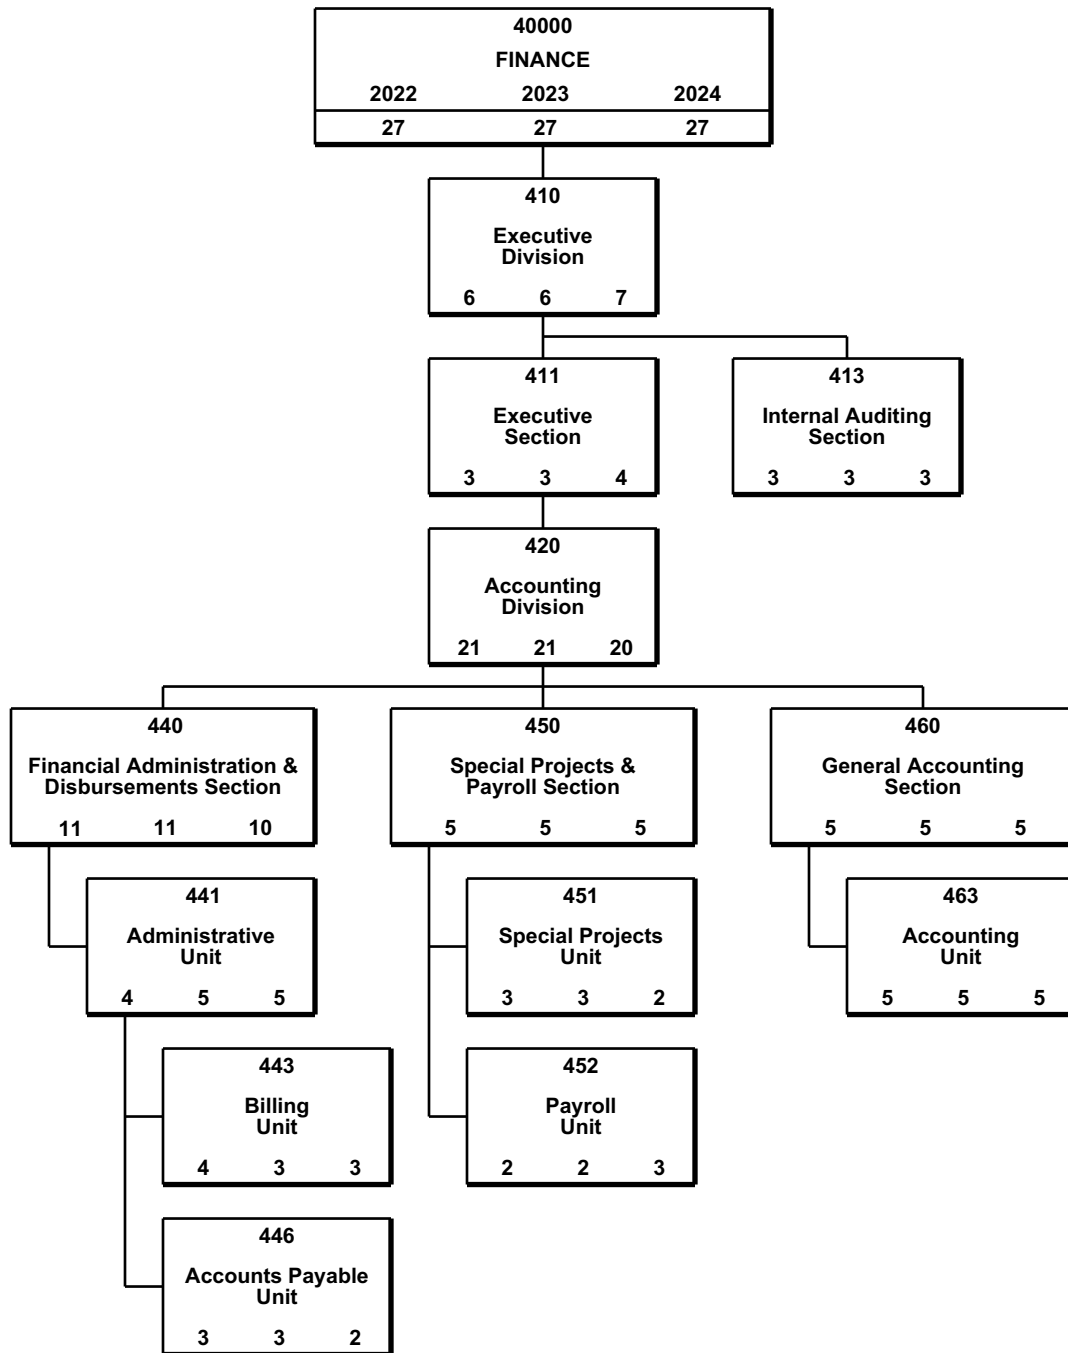 40000
FINANCE
2022 2023 2024
27 27 27
410
Executive
Division
6 6 7
411
Executive
Section
3 3 4
413
Internal Auditing
Section
3 3 3
420
Accounting
Division
21 21 20
440
Financial Administration &
Disbursements Section
11 11 10
450
Special Projects &
Payroll Section
5 5 5
460
General Accounting
Section
5 5 5
441
Administrative
Unit
4 5 5
451
Special Projects
Unit
3 3 2
463
Accounting
Unit
5 5 5
443
Billing
Unit
4 3 3
452
Payroll
Unit
2 2 3
446
Accounts Payable
Unit
3 3 2